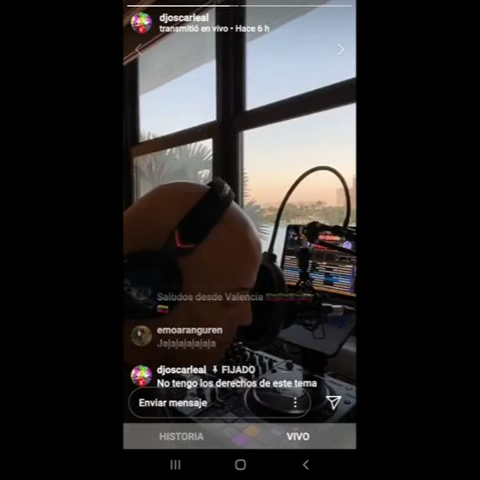 djoscarleal
transmitió en vivo • Hace 6 h
Saludos desde Valencia
emoaranguren
Jajajajajaja
djoscarleal FIJADO
No tengo los derechos de este tema
Enviar mensaje
HISTORIA VIVO